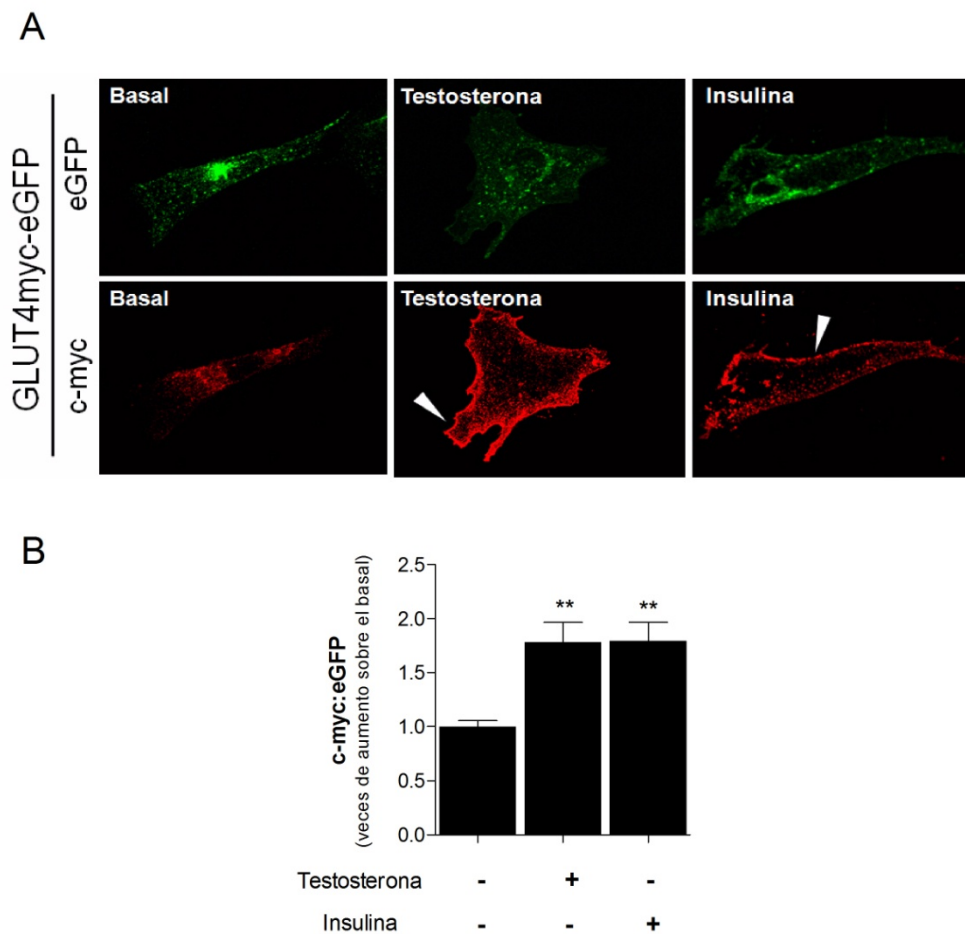 A
GLUT4myc-eGFP
eGFP
c-myc
Basal
Testosterona
Insulina
Basal
Testosterona
Insulina
B
c-myc:eGFP
(veces de aumento sobre el basal)
2.5
2.0
1.5
1.0
0.5
0.0
**
**
Testosterona - + -
Insulina - - +